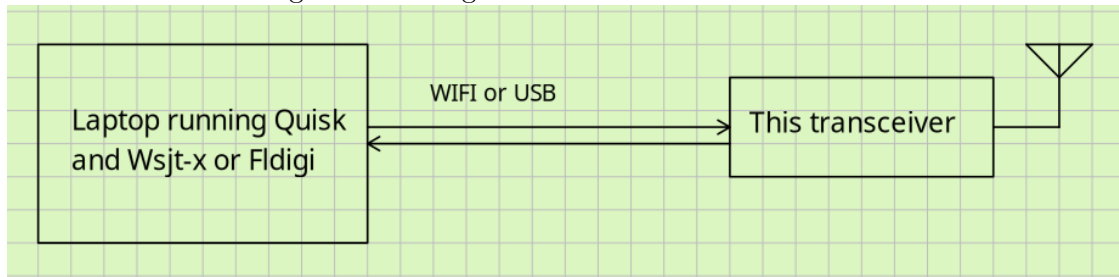 WIFI or USB
Laptop running Quisk
and Wsjt-x or Fldigi
This transceiver